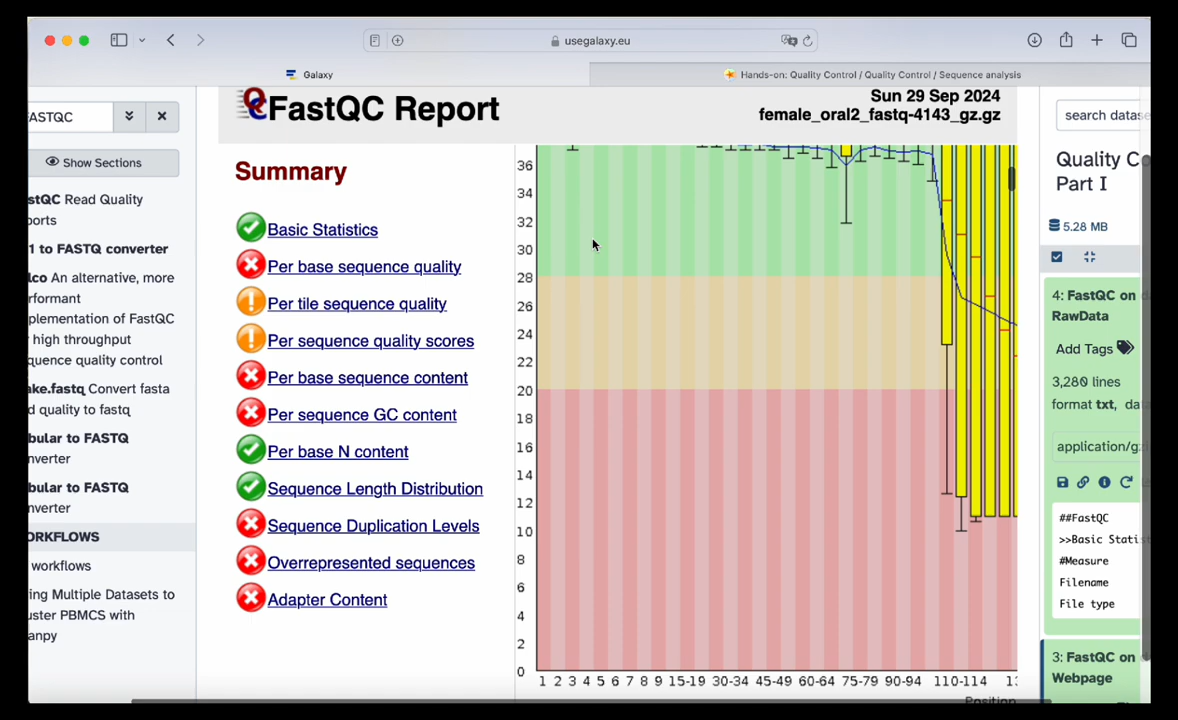 usegalaxy.eu
Galaxy
Hands-on: Quality Control / Quality Control / Sequence analysis
ASTQC
Show Sections
stQC Read Quality
ports
1 to FASTQ converter
lco An alternative, more
rformant
plementation of FastQC
r high throughput
quence quality control
ake.fastq Convert fasta
d quality to fastq
bular to FASTQ
nverter
bular to FASTQ
nverter
ORKFLOWS
workflows
ing Multiple Datasets to
uster PBMCS with
anpy
FastQC Report
Sun 29 Sep 2024
female_oral2_fastq-4143_gz.gz
Summary
Basic Statistics
Per base sequence quality
Per tile sequence quality
Per sequence quality scores
Per base sequence content
Per sequence GC content
Per base N content
Sequence Length Distribution
Sequence Duplication Levels
Overrepresented sequences
Adapter Content
36
34
32
30
28
26
24
22
20
18
16
14
12
10
8
6
4
2
0
1 2 3 4 5 6 7 8 9 15-19 30-34 45-49 60-64 75-79 90-94 110-114 13
Position
search datase
Quality Co
Part I
5.28 MB
4: FastQC on d
RawData
Add Tags
3,280 lines
format txt, dat
application/gz
##FastQC
>>Basic Statis
#Measure
Filename
File type
3: FastQC on d
Webpage